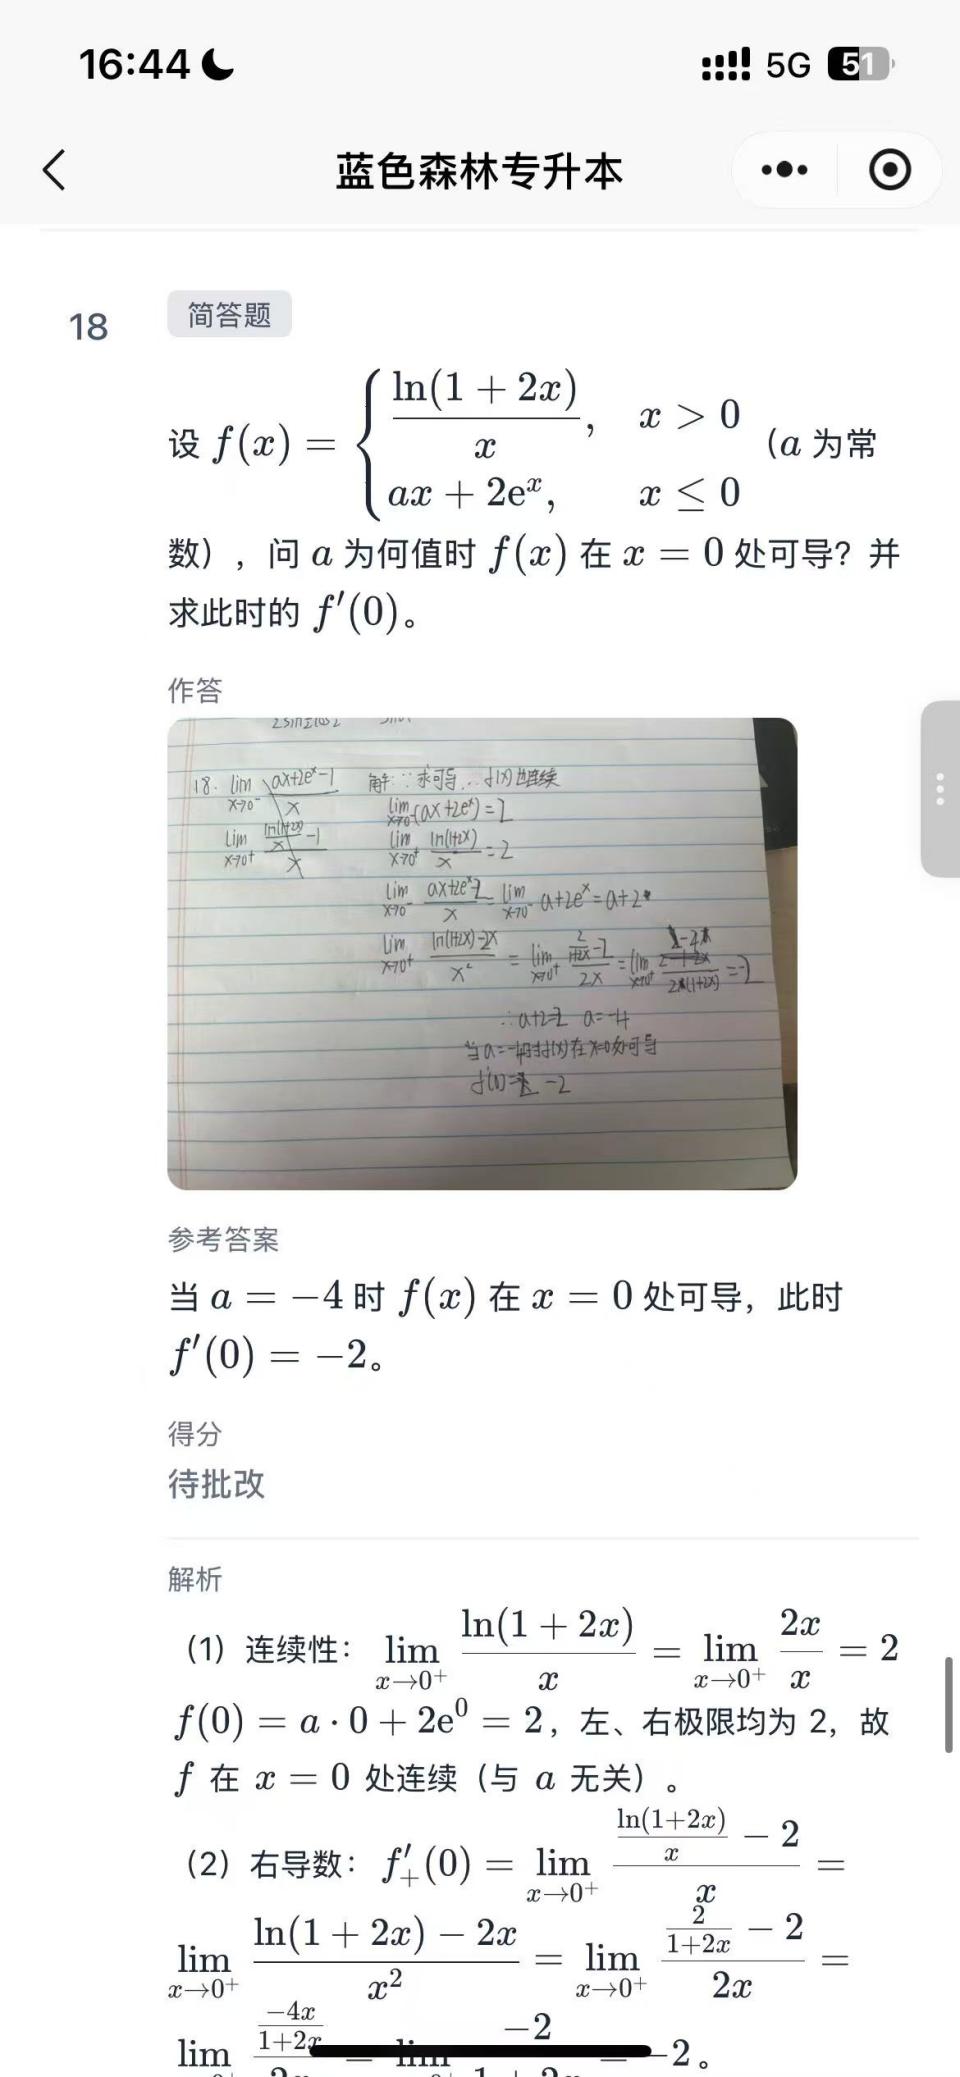 16:44
5G 51
蓝色森林专升本
18
简答题
设 f(x) = { ln(1 + 2x) / x, x > 0
ax + 2e^x, x ≤ 0 (a 为常
数)，问 a 为何值时 f(x) 在 x = 0 处可导？并
求此时的 f′(0)。
作答
18. lim x→0⁻ (ax+2e^x-1)/x 解：∵求可导∴f(x)也连续
lim x→0⁻ (ax+2e^x)=2
lim x→0⁺ (ln(1+2x)/x -1)/x lim x→0⁺ ln(1+2x)/x =2
lim x→0⁻ (ax+2e^x-2)/x = lim x→0⁻ a+2e^x = a+2
lim x→0⁺ (ln(1+2x)-2x)/x² = lim x→0⁺ (2/(1+2x) -2)/2x = lim x→0⁺ =-2
∴a+2=-2 a=-4
当a=-4时f(x)在x=0处可导
-2
参考答案
当 a = −4 时 f(x) 在 x = 0 处可导，此时
f′(0) = −2。
得分
待批改
解析
（1）连续性： lim x→0⁺ ln(1 + 2x)/x = lim x→0⁺ 2x/x = 2
f(0) = a · 0 + 2e⁰ = 2，左、右极限均为 2，故
f 在 x = 0 处连续（与 a 无关）。
（2）右导数： f′₊(0) = lim x→0⁺ (ln(1+2x)/x − 2)/x =
lim x→0⁺ (ln(1 + 2x) − 2x)/x² = lim x→0⁺ (2/(1+2x) − 2)/2x =
lim (−4x/(1+2x)) = lim −2 = −2。